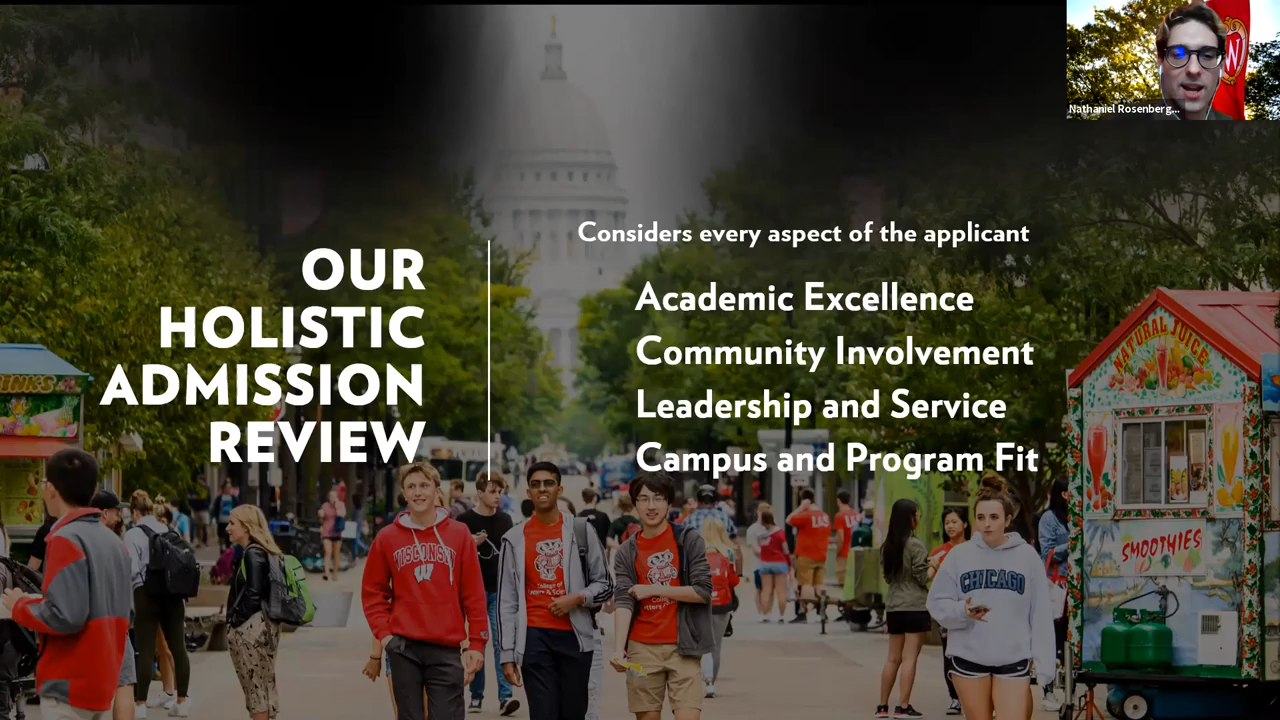 Nathaniel Rosenberg...
Considers every aspect of the applicant
OUR
HOLISTIC
ADMISSION
REVIEW
Academic Excellence
Community Involvement
Leadership and Service
Campus and Program Fit
NATURAL JUICE
SMOOTHIES
WISCONSIN
W
CHICAGO
W
L&S